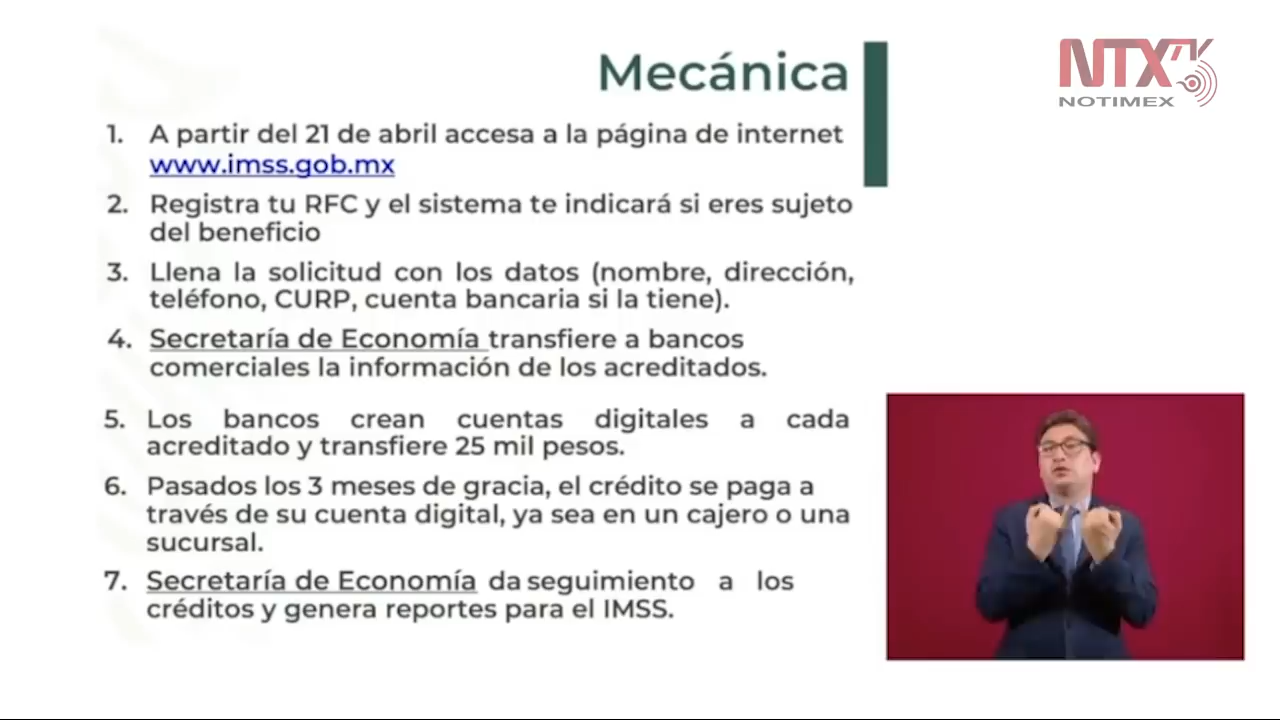 Mecánica
NTX TV
NOTIMEX
1. A partir del 21 de abril accesa a la página de internet
www.imss.gob.mx
2. Registra tu RFC y el sistema te indicará si eres sujeto
del beneficio
3. Llena la solicitud con los datos (nombre, dirección,
teléfono, CURP, cuenta bancaria si la tiene).
4. Secretaría de Economía transfiere a bancos
comerciales la información de los acreditados.
5. Los bancos crean cuentas digitales a cada
acreditado y transfiere 25 mil pesos.
6. Pasados los 3 meses de gracia, el crédito se paga a
través de su cuenta digital, ya sea en un cajero o una
sucursal.
7. Secretaría de Economía da seguimiento a los
créditos y genera reportes para el IMSS.